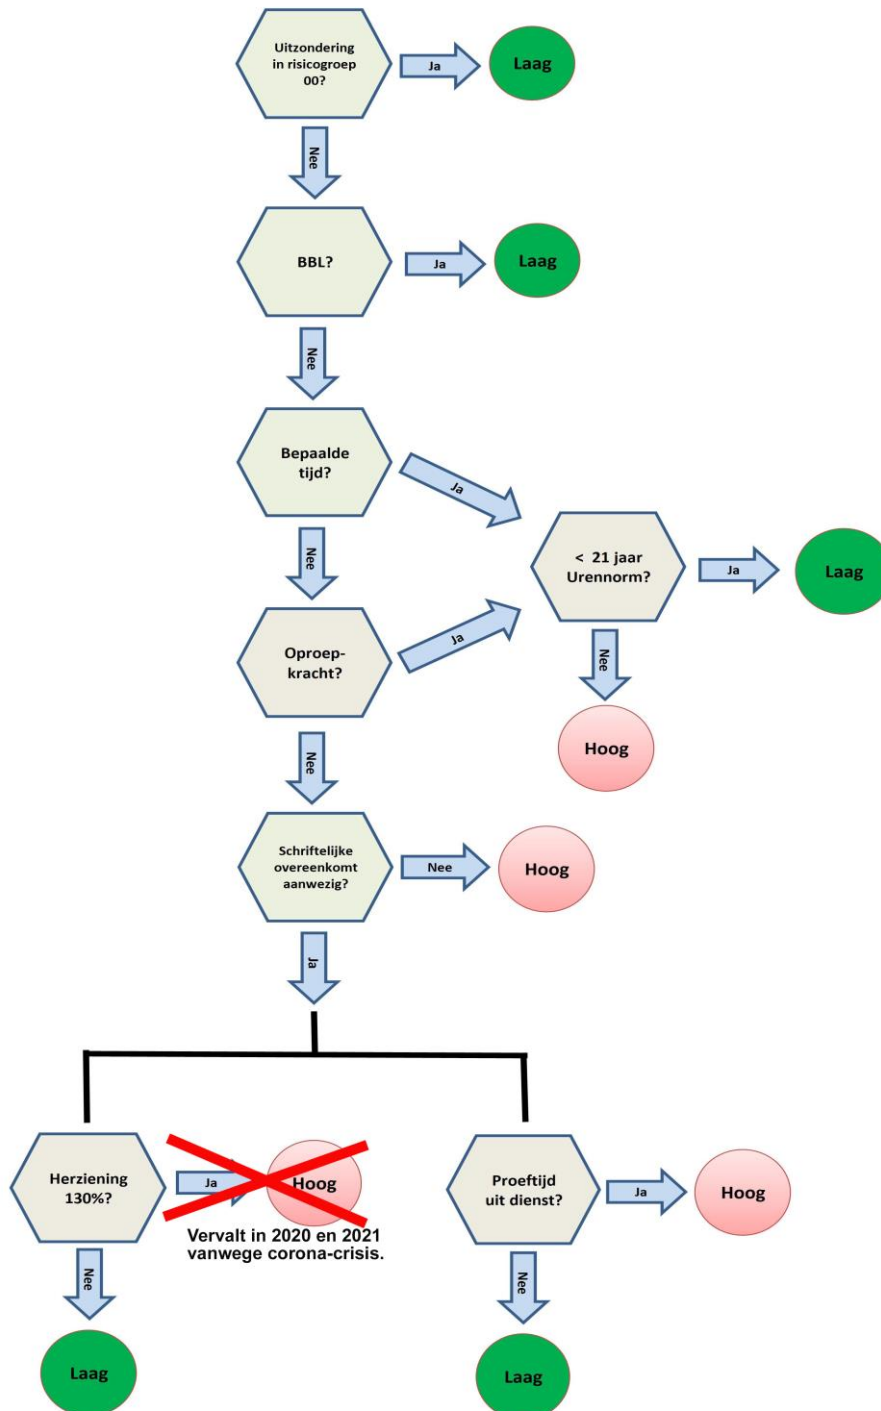 Uitzondering
in risicogroep
00?
Ja
Laag
Nee
BBL?
Ja
Laag
Nee
Bepaalde
tijd?
Ja
Nee
< 21 jaar
Urennorm?
Ja
Laag
Oproep-
kracht?
Ja
Nee
Hoog
Nee
Schriftelijke
overeenkomt
aanwezig?
Nee
Hoog
Ja
Herziening
130%?
Ja
Hoog
Vervalt in 2020 en 2021
vanwege corona-crisis.
Proeftijd
uit dienst?
Ja
Hoog
Nee
Laag
Nee
Laag